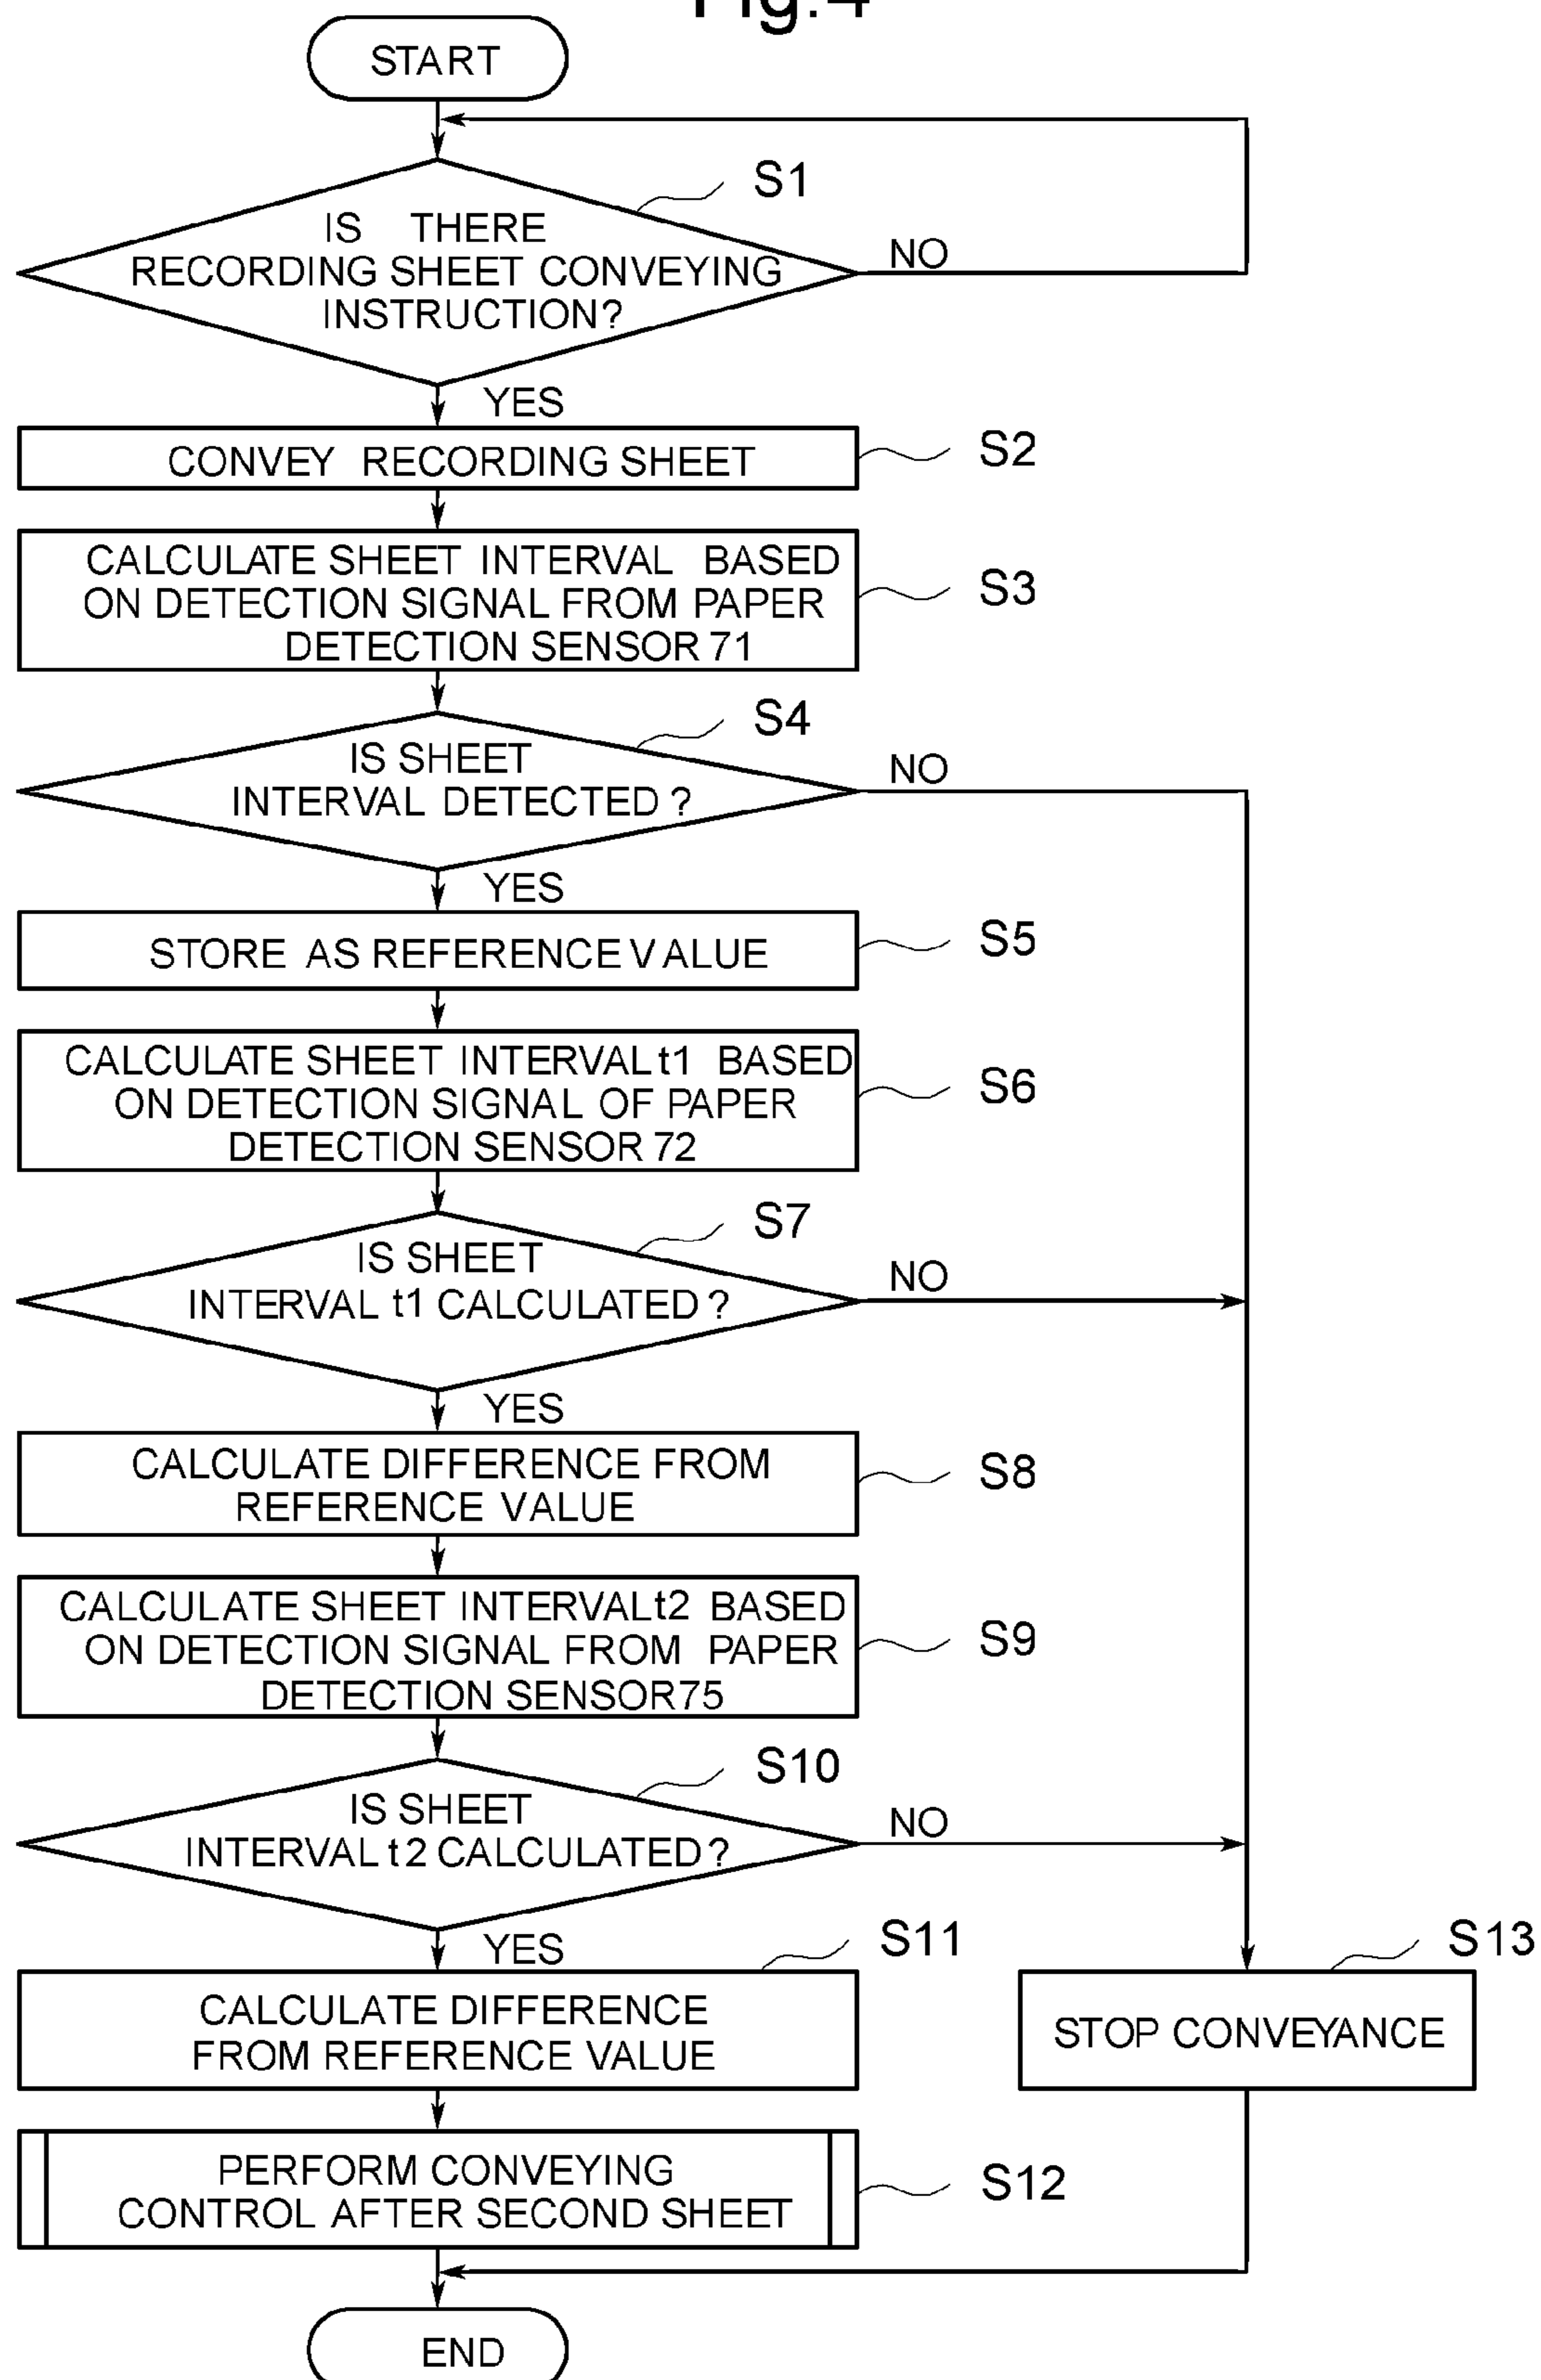 Fig.4
START
S1
IS THERE
RECORDING SHEET CONVEYING
INSTRUCTION?
NO
YES
CONVEY RECORDING SHEET
S2
CALCULATE SHEET INTERVAL BASED
ON DETECTION SIGNAL FROM PAPER
DETECTION SENSOR 71
S3
S4
IS SHEET
INTERVAL DETECTED ?
NO
YES
STORE AS REFERENCE VALUE
S5
CALCULATE SHEET INTERVAL t1 BASED
ON DETECTION SIGNAL OF PAPER
DETECTION SENSOR 72
S6
S7
IS SHEET
INTERVAL t1 CALCULATED ?
NO
YES
CALCULATE DIFFERENCE FROM
REFERENCE VALUE
S8
CALCULATE SHEET INTERVAL t2 BASED
ON DETECTION SIGNAL FROM PAPER
DETECTION SENSOR 75
S9
S10
IS SHEET
INTERVAL t2 CALCULATED ?
NO
YES
S11
CALCULATE DIFFERENCE
FROM REFERENCE VALUE
S13
STOP CONVEYANCE
PERFORM CONVEYING
CONTROL AFTER SECOND SHEET
S12
END